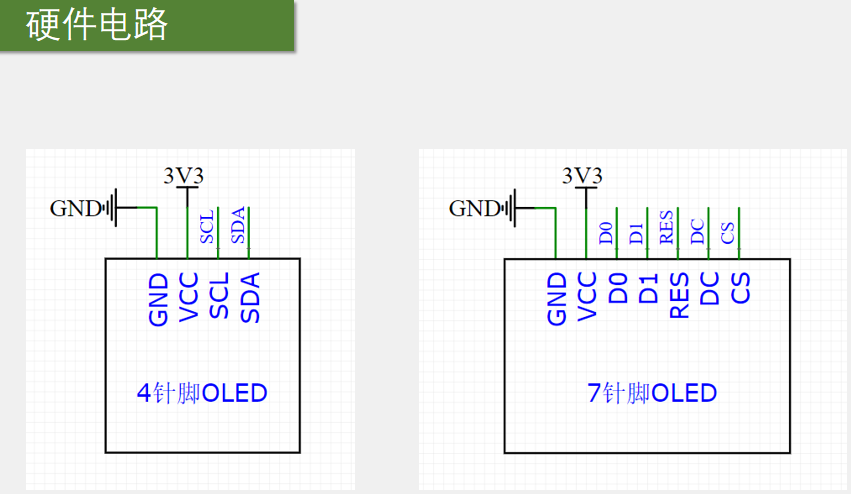 硬件电路
3V3
GND
SCL
SDA
GND
VCC
SCL
SDA
4针脚OLED
3V3
GND
D0
D1
RES
DC
CS
GND
VCC
D0
D1
RES
DC
CS
7针脚OLED